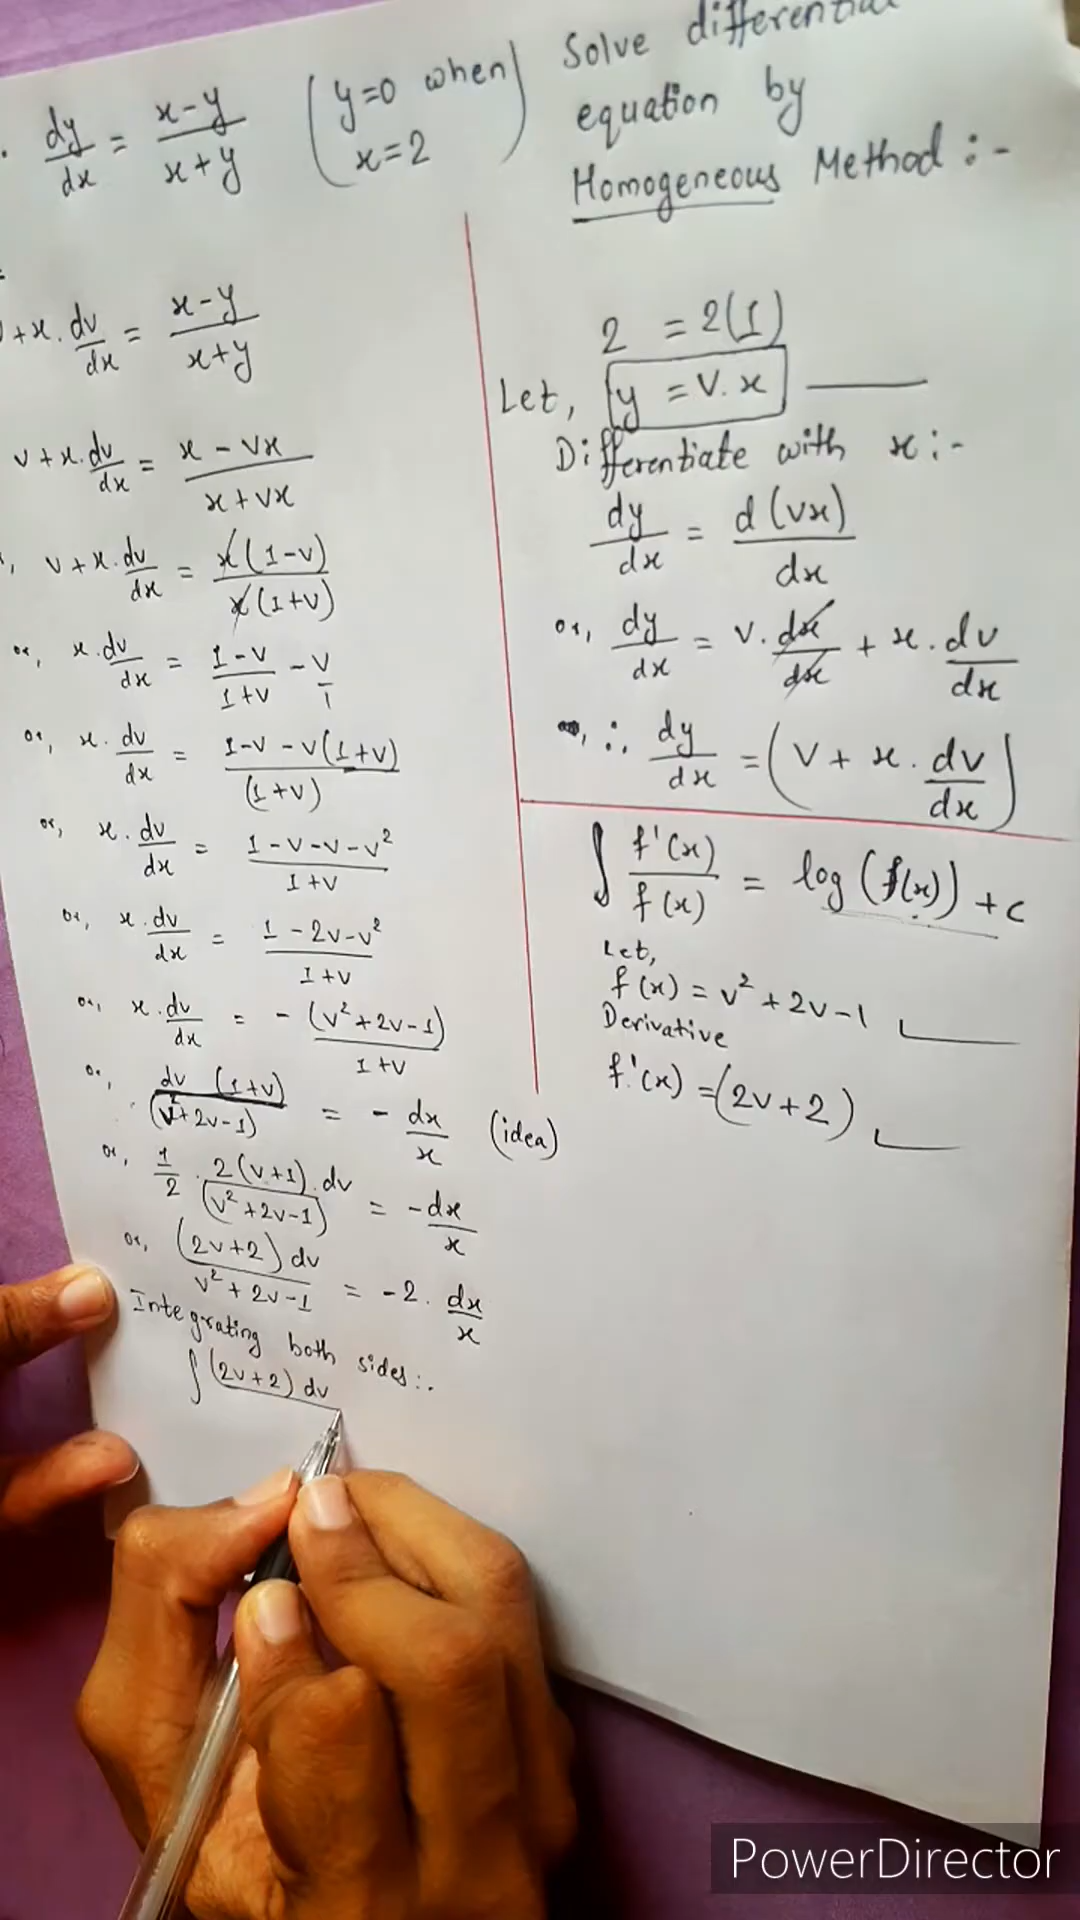 dy/dx = x-y/x+y (y=0 when x=2)
Solve
equation by
Homogeneous Method :-
+x.dv/dx = x-y/x+y
v+x.dv/dx = x-vx/x+vx
v+x.dv/dx = x(1-v)/x(1+v)
or, x.dv/dx = 1-v/1+v - v/1
or, x.dv/dx = 1-v-v(1+v)/(1+v)
or, x.dv/dx = 1-v-v-v²/1+v
or, x.dv/dx = 1-2v-v²/1+v
or, x.dv/dx = -(v²+2v-1)/1+v
or, dv (1+v)/(v²+2v-1) = -dx/x (idea)
or, 1/2 . 2(v+1).dv/(v²+2v-1) = -dx/x
or, (2v+2) dv/v²+2v-1 = -2. dx/x
Integrating both sides:.
∫(2v+2) dv
2 = 2(1)
Let, y = v.x
Differentiate with x:-
dy/dx = d(vx)/dx
or, dy/dx = v.dx/dx + x.dv/dx
∴ dy/dx = (v + x.dv/dx)
∫ f'(x)/f(x) = log (f(x)) + c
Let,
f(x) = v² + 2v - 1
Derivative
f'(x) = (2v+2)
PowerDirector